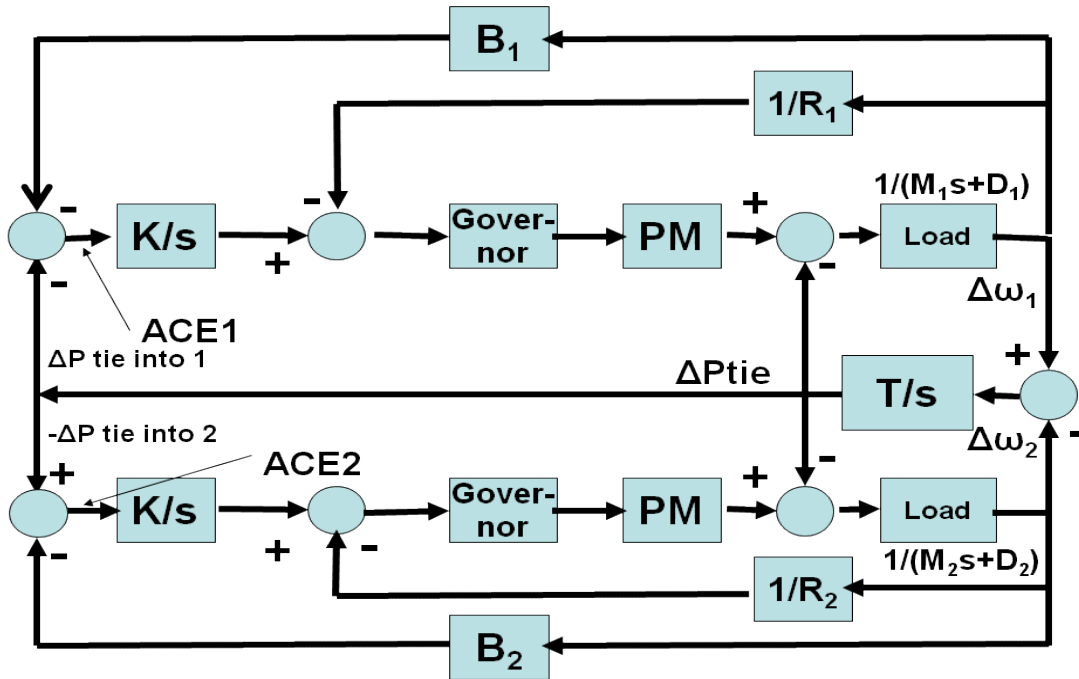 B₁
1/R₁
1/(M₁s+D₁)
-
-
+
-
K/s
+
Gover-
nor
PM
-
Load
-
Δω₁
ACE1
ΔP tie into 1
+
ΔPtie
T/s
-ΔP tie into 2
Δω₂
-
+
ACE2
-
+
K/s
Gover-
nor
PM
Load
-
+
-
1/(M₂s+D₂)
1/R₂
B₂